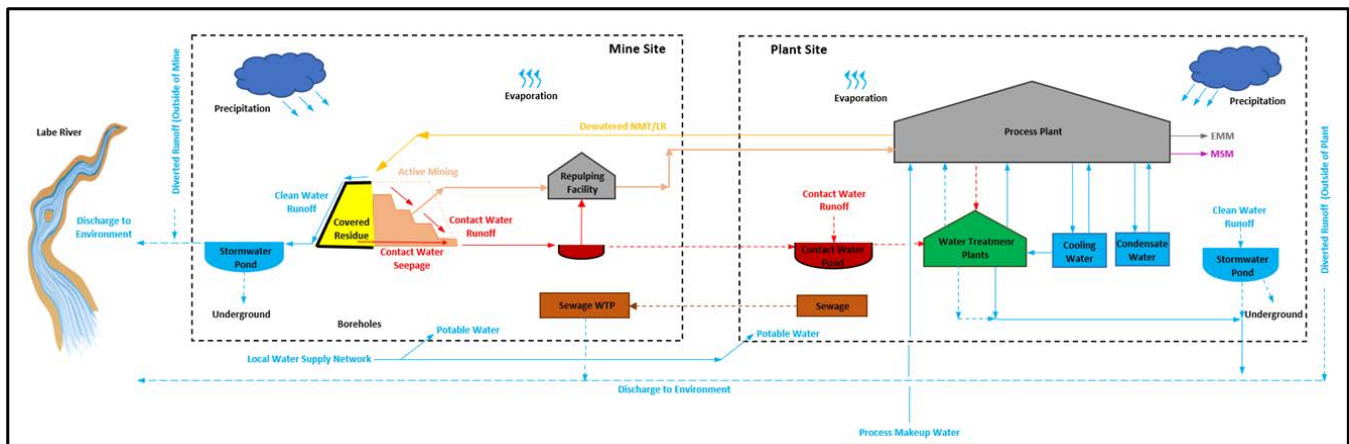 Mine Site
Plant Site
Precipitation
Evaporation
Evaporation
Precipitation
Labe River
Diverted Runoff (Outside of Mine
Dewatered NMT/LR
Process Plant
EMM
MSM
Active Mining
Repulping
Facility
Clean Water
Runoff
Covered
Residue
Contact Water
Runoff
Contact Water
Runoff
Clean Water
Runoff
Diverted Runoff (Outside of Plant
Discharge to
Environment
Stormwater
Pond
Contact Water
Seepage
Contact Water
Pond
Water Treatmenr
Plants
Cooling
Water
Condensate
Water
Stormwater
Pond
Underground
Sewage WTP
Sewage
Underground
Boreholes
Potable Water
Potable Water
Local Water Supply Network
Discharge to Environment
Process Makeup Water